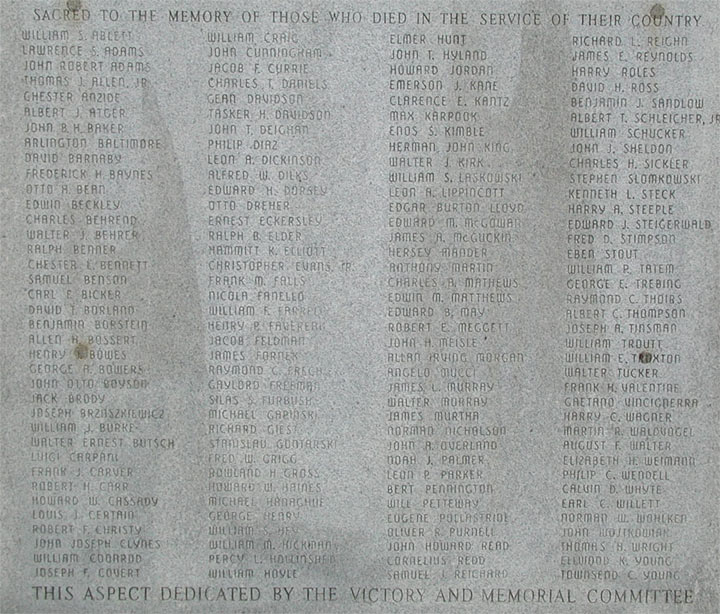 SACRED TO THE MEMORY OF THOSE WHO DIED IN THE SERVICE OF THEIR COUNTRY
WILLIAM S. ABLETT
LAWRENCE S. ADAMS
JOHN ROBERT ADAMS
THOMAS J. ALLEN, JR.
CHESTER ANZIDE
ALBERT J. ATGER
JOHN B. H. BAKER
ARLINGTON BALTIMORE
DAVID BARNABY
FREDERICK H. BAYNES
OTTO H. BEAN
EDWIN BECKLEY
CHARLES BEHREND
WALTER J. BEHRER
RALPH BENNER
CHESTER L. BENNETT
SAMUEL BENSON
CARL E. BICKER
DAVID T. BORLAND
BENJAMIN BORSTEIN
ALLEN H. BOSSERT
HENRY BOWES
GEORGE A. BOWERS
JOHN OTTO BOYSON
JACK BRODY
JOSEPH BRZUSZKIEWICZ
WILLIAM J. BURKE
WALTER ERNEST BUTSCH
LUIGI CARPANI
FRANK J. CARVER
ROBERT H. CARR
HOWARD W. CASSADY
LOUIS J. CERTAIN
ROBERT F. CHRISTY
JOHN JOSEPH CLYNES
WILLIAM CODARDO
JOSEPH F. COVERT
WILLIAM CRAIG
JOHN CUNNINGHAM
JACOB F. CURRIE
CHARLES T. DANIELS
GEAN DAVIDSON
TASKER H. DAVIDSON
JOHN T. DEIGHAN
PHILIP DIAZ
LEON A. DICKINSON
ALFRED W. DILKS
EDWARD H. DORSEY
OTTO DREHER
ERNEST ECKERSLEY
RALPH B. ELDER
HAMMITT K. ELLIOTT
CHRISTOPHER EVANS, JR.
FRANK M. FALLS
NICOLA FANELLO
WILLIAM F. FARRELL
HENRY P.
JACOB FELDMAN
JAMES FORNEX
RAYMOND C. FRECH
GAYLORD FREEMAN
SILAS S. FURBUSH
MICHAEL GAPINSKI
RICHARD GIES
STANISLAU GOOTARSKI
FRED W. GRIGG
ROWLAND H. GROSS
HOWARD W. HAINES
MICHAEL HANAGHUE
GEORGE HENRY
WILLIAM S.
WILLIAM M. HICKMAN
PERCY L. HOLLINSHED
WILLIAM HOYLE
ELMER HUNT
JOHN T. HYLAND
HOWARD JORDAN
EMERSON J. KANE
CLARENCE E. KANTZ
MAX KARPOOK
ENOS S. KIMBLE
HERMAN JOHN KING
WALTER J. KIRK
WILLIAM S. LASKOWSKI
LEON A. LIPPINCOTT
EDGAR BURTON LLOYD
EDWARD M. McGOWAN
JAMES A. McGUCKIN
HERSEY MANDER
ANTHONY MARTIN
CHARLES A. MATHEWS
EDWIN M. MATTHEWS
EDWARD B. MAY
ROBERT E. MEGGETT
JOHN H. MEISLE
ALLAN IRVING MORGAN
ANGELO MUCCI
JAMES L. MURRAY
WALTER MURRAY
JAMES MURTHA
NORMAN NICHOLSON
JOHN A. OVERLAND
NOAH J. PALMER
LEON P. PARKER
BERT PENNINGTON
WILL PETTEWAY
EUGENE POLLASTRINE
OLIVER R. PURNELL
JOHN HOWARD READ
CORNELIUS REDD
SAMUEL J. REICHARD
RICHARD L. REIGHN
JAMES E. REYNOLDS
HARRY ROLES
DAVID H. ROSS
BENJAMIN J. SANDLOW
ALBERT T. SCHLEICHER, JR.
WILLIAM SCHUCKER
JOHN J. SHELDON
CHARLES H. SICKLER
STEPHEN SLOMKOWSKI
KENNETH L. STECK
HARRY A. STEEPLE
EDWARD J. STEIGERWALD
FRED D. STIMPSON
EBEN STOUT
WILLIAM P. TATEM
GEORGE E. TREBING
RAYMOND C. THOIRS
ALBERT C. THOMPSON
JOSEPH A. TINSMAN
WILLIAM TROUTT
WILLIAM E. TROXTON
WALTER TUCKER
FRANK H. VALENTINE
GAETANO VINCIGNERRA
HARRY C. WAGNER
MARTIN R. WALDVOGEL
AUGUST F. WALTER
ELIZABETH H. WEIMANN
PHILIP C. WENDELL
CALVIN D. WHYTE
EARL C. WILLETT
NORMAN W. WOHLKEN
JOHN WOJTKOWIAK
THOMAS H. WRIGHT
ELLWOOD K. YOUNG
TOWNSEND C. YOUNG
THIS ASPECT DEDICATED BY THE VICTORY AND MEMORIAL COMMITTEE